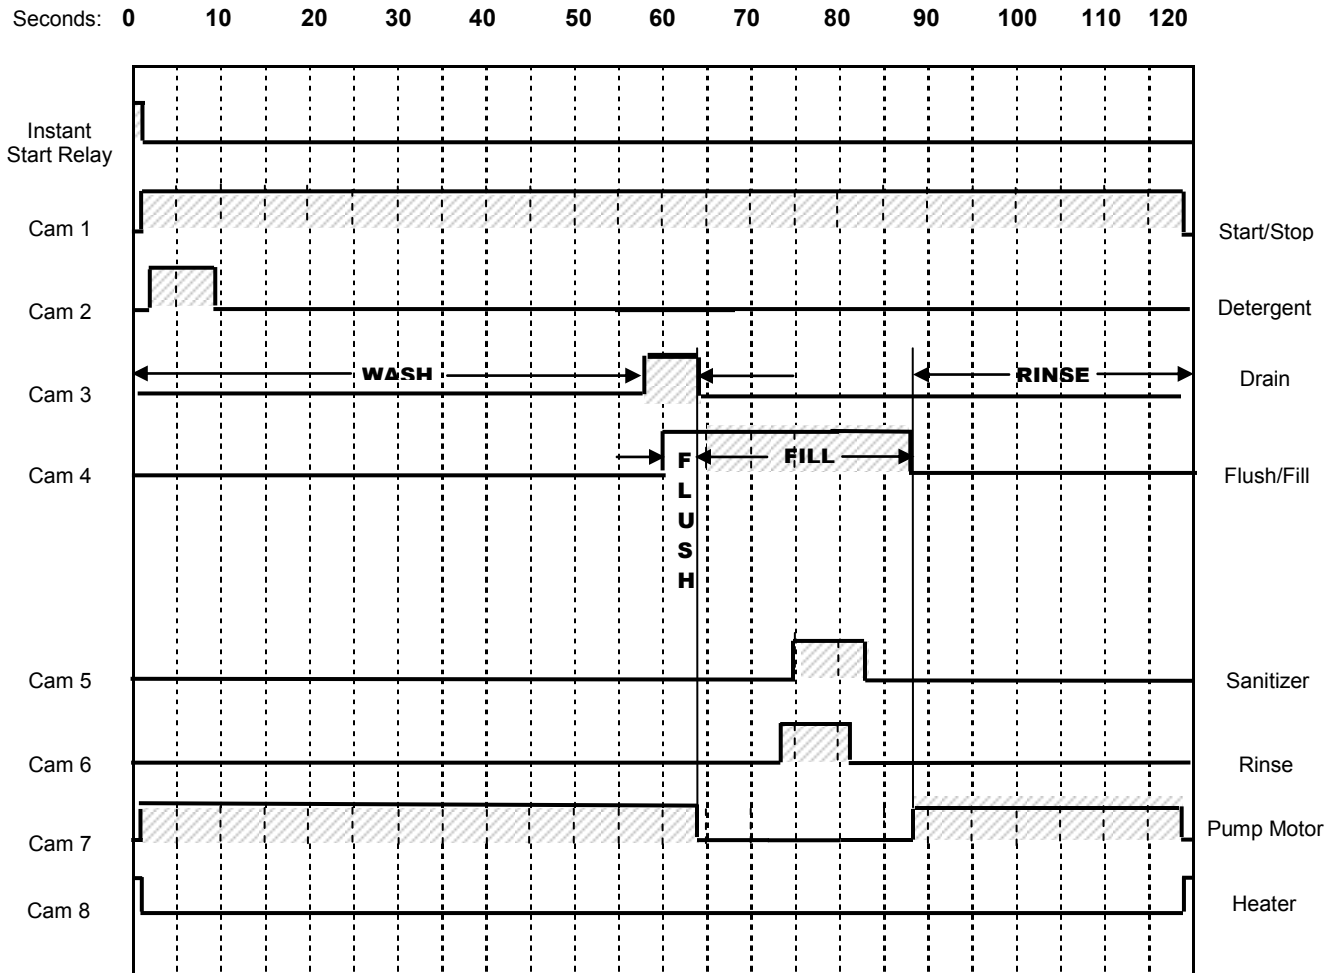 Seconds: 0 10 20 30 40 50 60 70 80 90 100 110 120
Instant
Start Relay
Cam 1
Start/Stop
Cam 2
Detergent
WASH
RINSE
Cam 3
Drain
FLUSH
FILL
Cam 4
Flush/Fill
Cam 5
Sanitizer
Cam 6
Rinse
Cam 7
Pump Motor
Cam 8
Heater